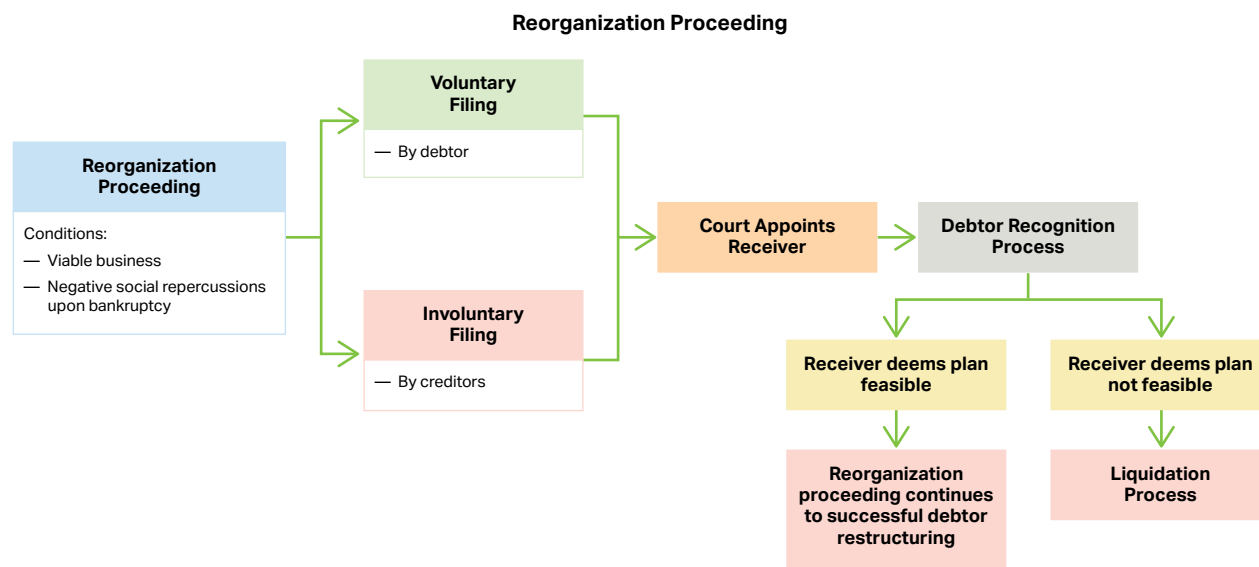 Reorganization Proceeding
Reorganization
Proceeding
Conditions:
— Viable business
— Negative social repercussions
upon bankruptcy
Voluntary
Filing
— By debtor
Involuntary
Filing
— By creditors
Court Appoints
Receiver
Debtor Recognition
Process
Receiver deems plan
feasible
Receiver deems plan
not feasible
Reorganization
proceeding continues
to successful debtor
restructuring
Liquidation
Process